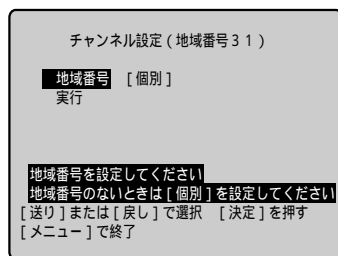 チャンネル設定(地域番号31)
地域番号 [個別]
実行
地域番号を設定してください
地域番号のないときは[個別]を設定してください
[送り]または[戻し]で選択 [決定]を押す
[メニュー]で終了